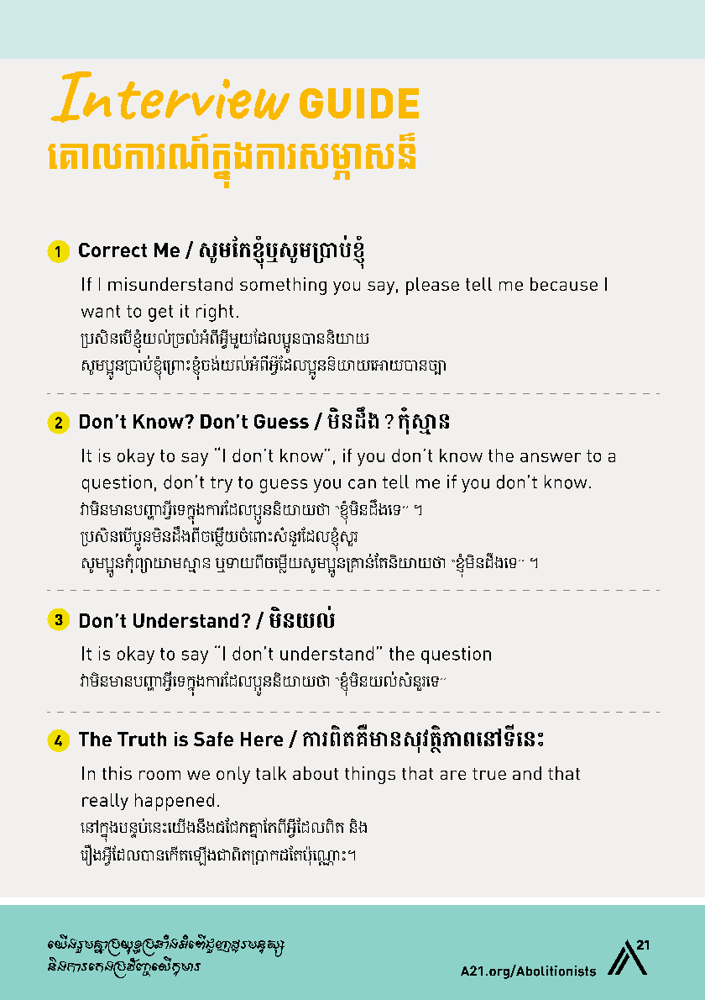 Interview GUIDE
គោលការណ៍ក្នុងការសម្ភាសន៏
1 Correct Me / សូមកែខ្ញុំឬសូមប្រាប់ខ្ញុំ
If I misunderstand something you say, please tell me because I
want to get it right.
ប្រសិនបើខ្ញុំយល់ច្រលំអំពីអ្វីមួយដែលប្អូនបាននិយាយ
សូមប្អូនប្រាប់ខ្ញុំព្រោះខ្ញុំចង់យល់អំពីអ្វីដែលប្អូននិយាយអោយបានច្បា
2 Don’t Know? Don’t Guess / មិនដឹង ? កុំស្មាន
It is okay to say “I don’t know”, if you don’t know the answer to a
question, don’t try to guess you can tell me if you don’t know.
វាមិនមានបញ្ហារអ្វីទេក្នុងការដែលប្អូននិយាយថា “ខ្ញុំមិនដឹងទេ” ។
ប្រសិនបើប្អូនមិនដឹងពីចម្លើយចំពោះសំនួរដែលខ្ញុំសួរ
សូមប្អូនកុំព្យាយាមស្មាន ឬទាយពីចម្លើយសូមប្អូនគ្រាន់តែនិយាយថា “ខ្ញុំមិនដឹងទេ” ។
3 Don’t Understand? / មិនយល់
It is okay to say “I don’t understand” the question
វាមិនមានបញ្ហាអ្វីទេក្នុងការដែលប្អូននិយាយថា “ខ្ញុំមិនយល់សំនួរទេ”
4 The Truth is Safe Here / ការពិតគឺមានសុវត្ថិភាពនៅទីនេះ
In this room we only talk about things that are true and that
really happened.
នៅក្នុងបន្ទប់នេះយើងនឹងជជែកគ្នាតែពីអ្វីដែលពិត និង
រឿងអ្វីដែលបានកើតឡើងជាពិតប្រាកដតែប៉ុណ្ណោះ។
យើងរួមគ្នាប្រយុទ្ធប្រឆាំងអំពើជួញដូរមនុស្ស
និងការកេងប្រវ័ញ្ចលើកុមារ
21
A21.org/Abolitionists